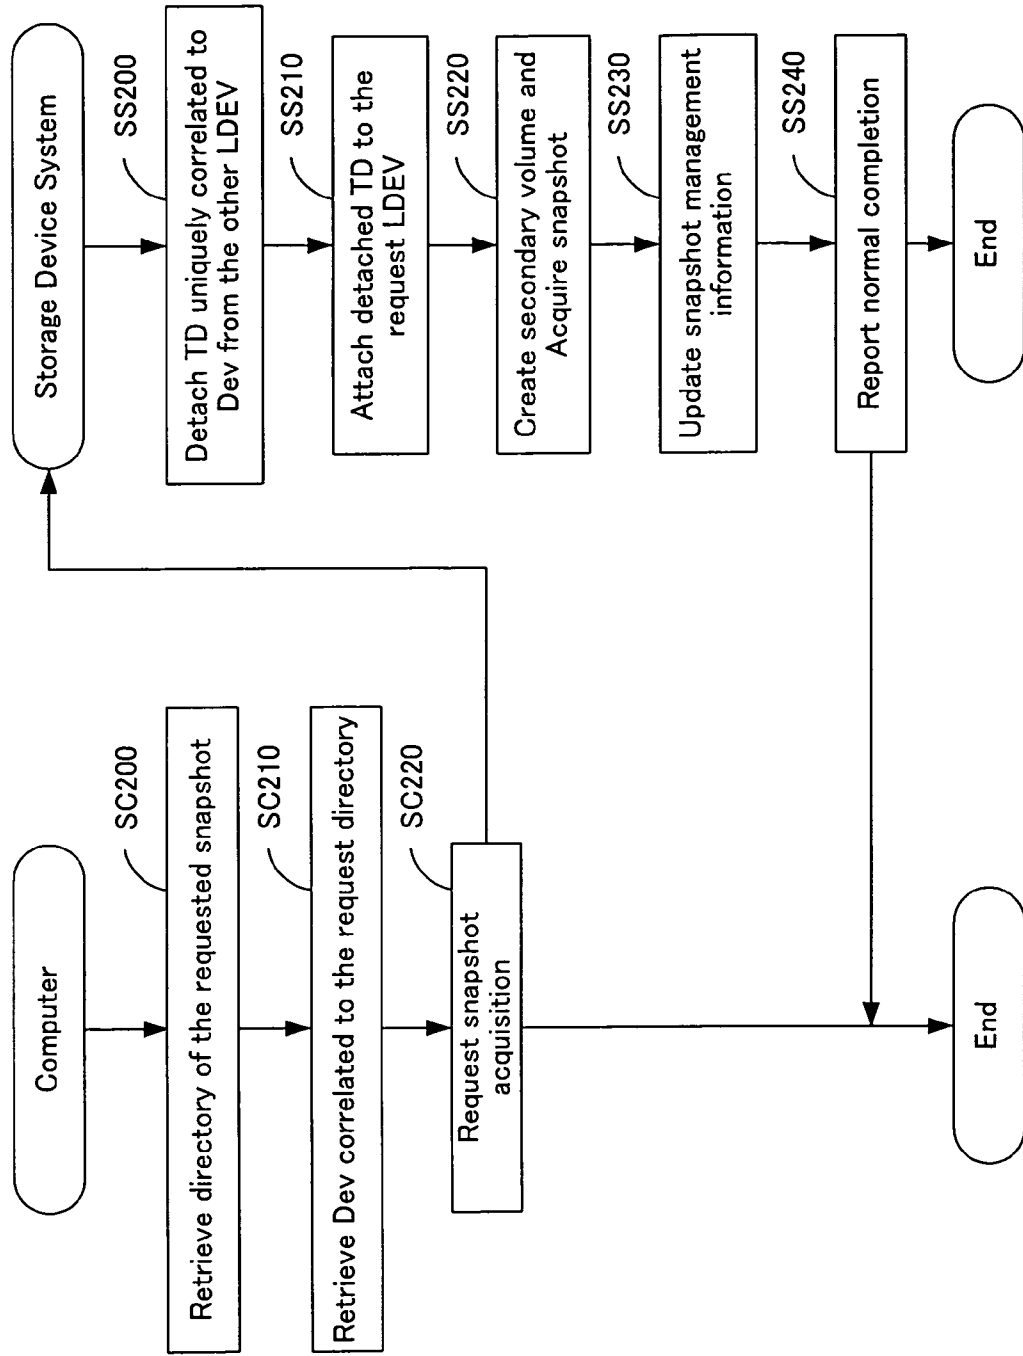 Computer
SC200
Retrieve directory of the requested snapshot
SC210
Retrieve Dev correlated to the request directory
SC220
Request snapshot
acquisition
End
Storage Device System
SS200
Detach TD uniquely correlated to
Dev from the other LDEV
SS210
Attach detached TD to the
request LDEV
SS220
Create secondary volume and
Acquire snapshot
SS230
Update snapshot management
information
SS240
Report normal completion
End